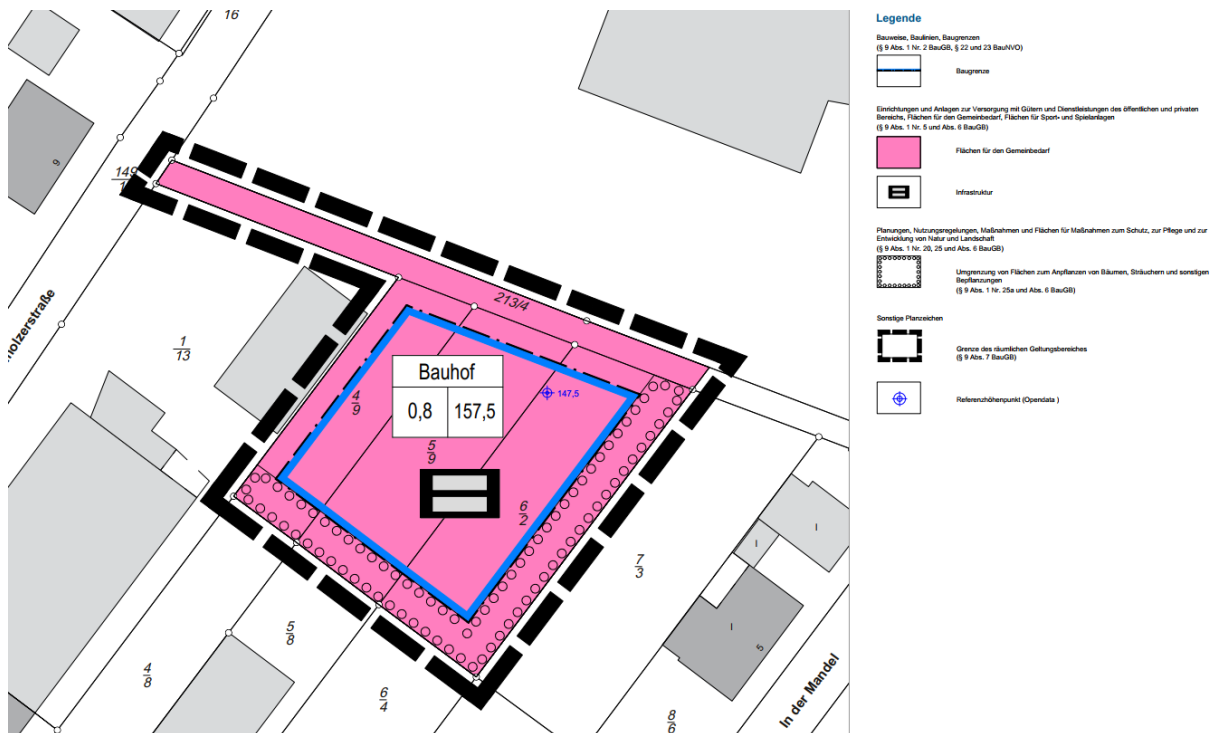 16
9
149
1
holzerstraße
1
13
213/4
Bauhof
0,8 157,5
147,5
4
9
5
9
6
2
7
3
5
8
4
8
6
4
8
6
I
I
I
5
In der Mandel
Legende
Bauweise, Baulinien, Baugrenzen
(§ 9 Abs. 1 Nr. 2 BauGB, § 22 und 23 BauNVO)
Baugrenze
Einrichtungen und Anlagen zur Versorgung mit Gütern und Dienstleistungen des öffentlichen und privaten
Bereichs, Flächen für den Gemeinbedarf, Flächen für Sport- und Spielanlagen
(§ 9 Abs. 1 Nr. 5 und Abs. 6 BauGB)
Flächen für den Gemeinbedarf
Infrastruktur
Planungen, Nutzungsregelungen, Maßnahmen und Flächen für Maßnahmen zum Schutz, zur Pflege und zur
Entwicklung von Natur und Landschaft
(§ 9 Abs. 1 Nr. 20, 25 und Abs. 6 BauGB)
Umgrenzung von Flächen zum Anpflanzen von Bäumen, Sträuchern und sonstigen
Bepflanzungen
(§ 9 Abs. 1 Nr. 25a und Abs. 6 BauGB)
Sonstige Planzeichen
Grenze des räumlichen Geltungsbereiches
(§ 9 Abs. 7 BauGB)
Referenzhöhenpunkt (Opendata )